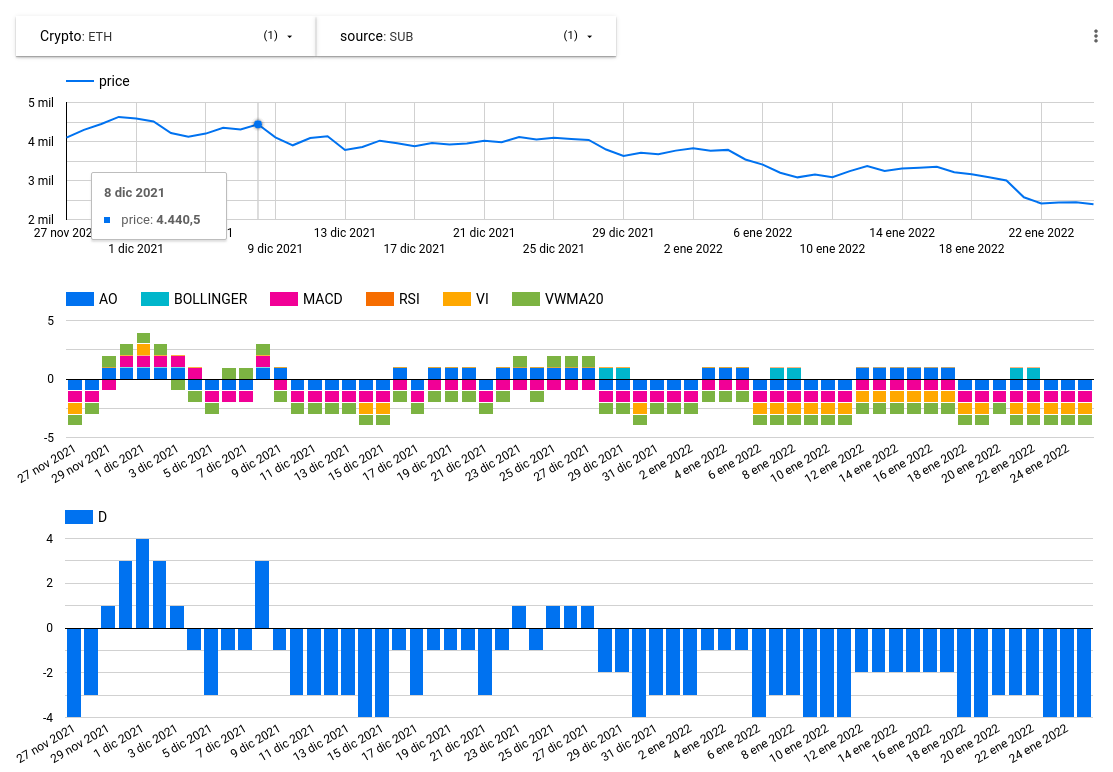 Crypto: ETH (1) source: SUB (1)
price
5 mil
4 mil
3 mil
2 mil
8 dic 2021
price: 4.440,5
27 nov 202 1 13 dic 2021 21 dic 2021 29 dic 2021 6 ene 2022 14 ene 2022 22 ene 2022
1 dic 2021 9 dic 2021 17 dic 2021 25 dic 2021 2 ene 2022 10 ene 2022 18 ene 2022
AO BOLLINGER MACD RSI VI VWMA20
5
0
-5
27 nov 2021 29 nov 2021 1 dic 2021 3 dic 2021 5 dic 2021 7 dic 2021 9 dic 2021 11 dic 2021 13 dic 2021 15 dic 2021 17 dic 2021 19 dic 2021 21 dic 2021 23 dic 2021 25 dic 2021 27 dic 2021 29 dic 2021 31 dic 2021 2 ene 2022 4 ene 2022 6 ene 2022 8 ene 2022 10 ene 2022 12 ene 2022 14 ene 2022 16 ene 2022 18 ene 2022 20 ene 2022 22 ene 2022 24 ene 2022
D
4
2
0
-2
-4
27 nov 2021 29 nov 2021 1 dic 2021 3 dic 2021 5 dic 2021 7 dic 2021 9 dic 2021 11 dic 2021 13 dic 2021 15 dic 2021 17 dic 2021 19 dic 2021 21 dic 2021 23 dic 2021 25 dic 2021 27 dic 2021 29 dic 2021 31 dic 2021 2 ene 2022 4 ene 2022 6 ene 2022 8 ene 2022 10 ene 2022 12 ene 2022 14 ene 2022 16 ene 2022 18 ene 2022 20 ene 2022 22 ene 2022 24 ene 2022